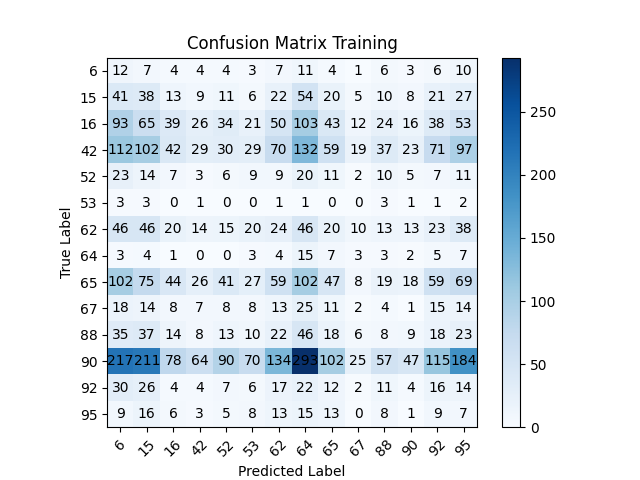 Confusion Matrix Training
6 12 7 4 4 4 3 7 11 4 1 6 3 6 10
15 41 38 13 9 11 6 22 54 20 5 10 8 21 27
16 93 65 39 26 34 21 50 103 43 12 24 16 38 53
42 112 102 42 29 30 29 70 132 59 19 37 23 71 97
52 23 14 7 3 6 9 9 20 11 2 10 5 7 11
53 3 3 0 1 0 0 1 1 0 0 3 1 1 2
62 46 46 20 14 15 20 24 46 20 10 13 13 23 38
64 3 4 1 0 0 3 4 15 7 3 3 2 5 7
65 102 75 44 26 41 27 59 102 47 8 19 18 59 69
67 18 14 8 7 8 8 13 25 11 2 4 1 15 14
88 35 37 14 8 13 10 22 46 18 6 8 9 18 23
90 217 211 78 64 90 70 134 293 102 25 57 47 115 184
92 30 26 4 4 7 6 17 22 12 2 11 4 16 14
95 9 16 6 3 5 8 13 15 13 0 8 1 9 7
6 15 16 42 52 53 62 64 65 67 88 90 92 95
Predicted Label
True Label
250
200
150
100
50
0